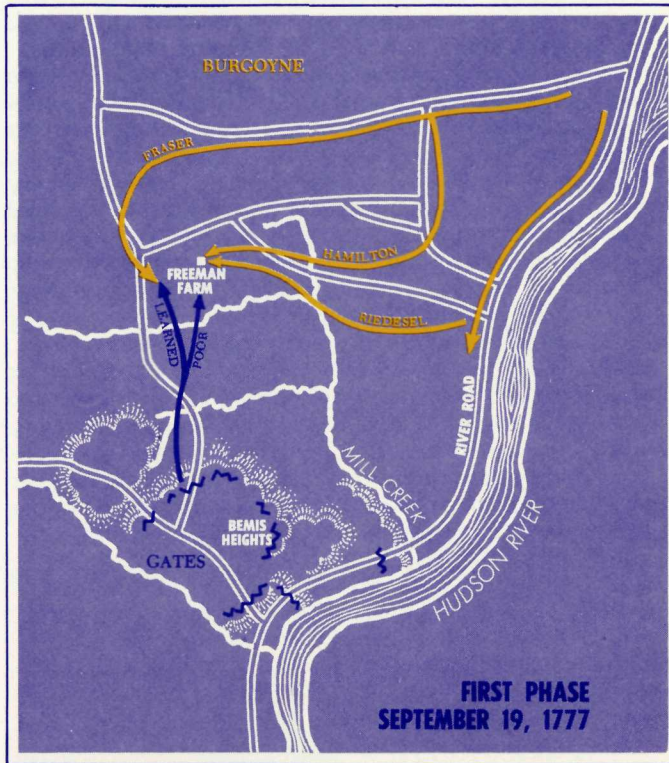 BURGOYNE
FRASER
HAMILTON
FREEMAN
FARM
RIEDESEL
LEARNED
POOR
RIVER ROAD
MILL CREEK
BEMIS
HEIGHTS
GATES
HUDSON RIVER
FIRST PHASE
SEPTEMBER 19, 1777